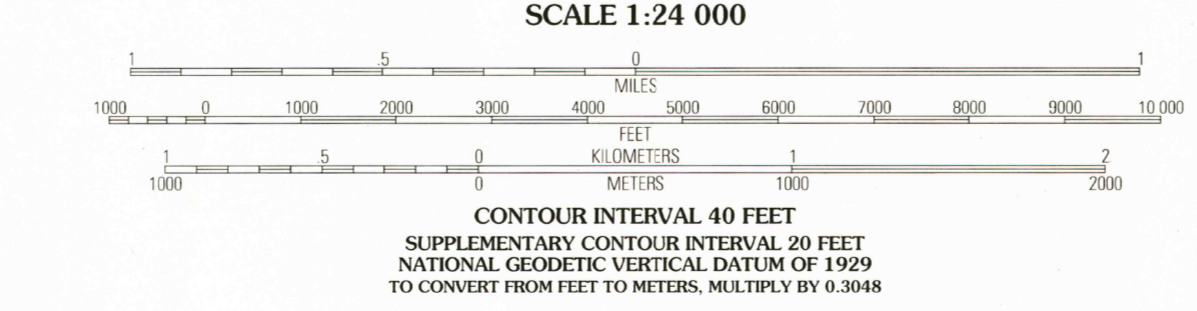 SCALE 1:24 000
1 .5 0 1
MILES
1000 0 1000 2000 3000 4000 5000 6000 7000 8000 9000 10 000
FEET
1 .5 0 KILOMETERS 1 2
1000 0 METERS 1000 2000
CONTOUR INTERVAL 40 FEET
SUPPLEMENTARY CONTOUR INTERVAL 20 FEET
NATIONAL GEODETIC VERTICAL DATUM OF 1929
TO CONVERT FROM FEET TO METERS, MULTIPLY BY 0.3048